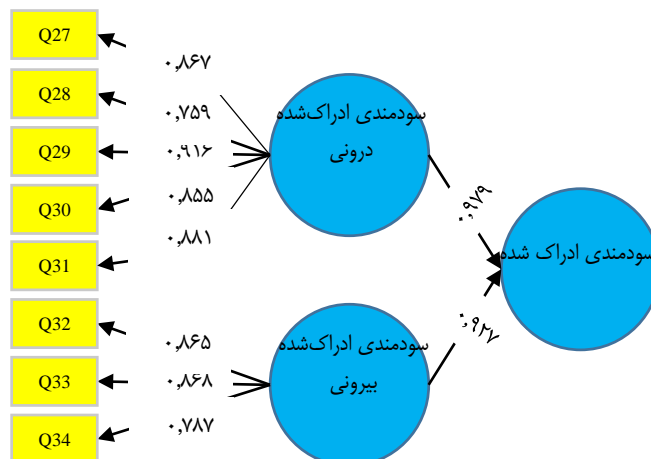 Q27
Q28
Q29
Q30
Q31
Q32
Q33
Q34
۰٫۸۶۷
۰٫۷۵۹
۰٫۹۱۶
۰٫۸۵۵
۰٫۸۸۱
۰٫۸۶۵
۰٫۸۶۸
۰٫۷۸۷
سودمندی ادراک‌شده
درونی
سودمندی ادراک‌شده
بیرونی
۰٫۹۷۹
۰٫۹۲۷
سودمندی ادراک شده